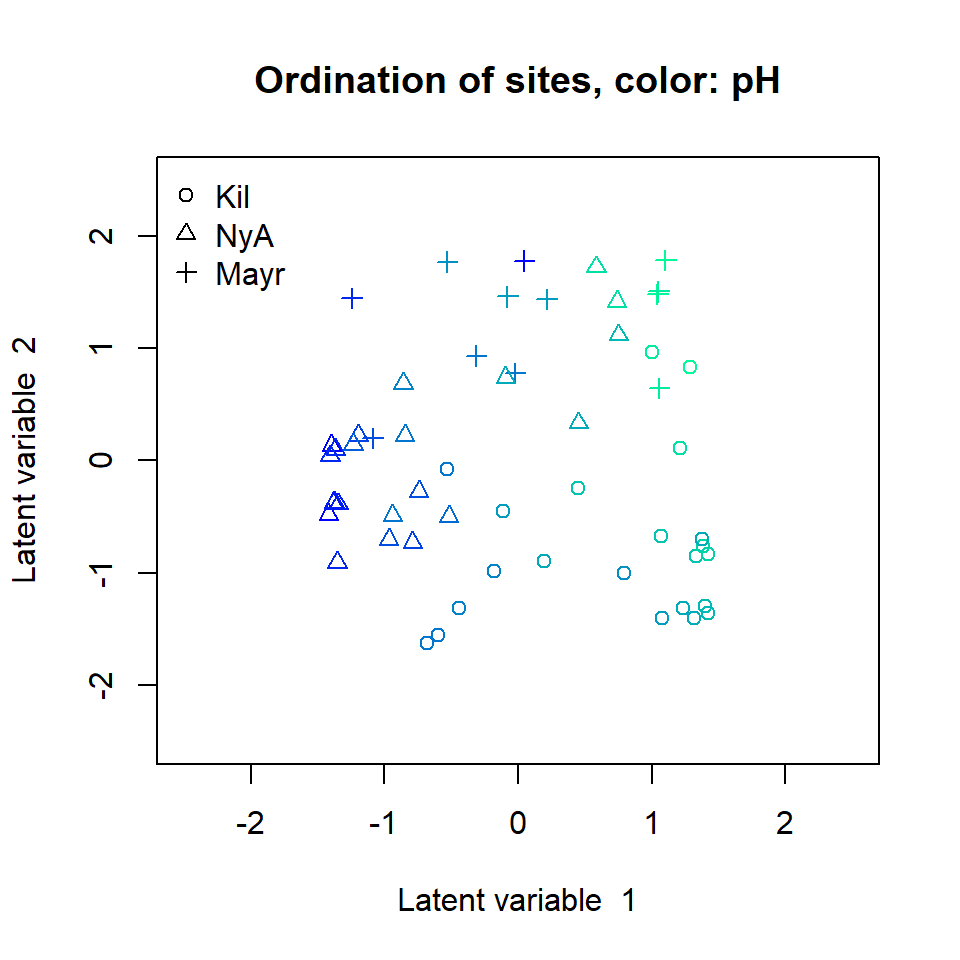 Ordination of sites, color: pH
Kil
NyA
Mayr
2
1
0
-1
-2
Latent variable 2
-2 -1 0 1 2
Latent variable 1